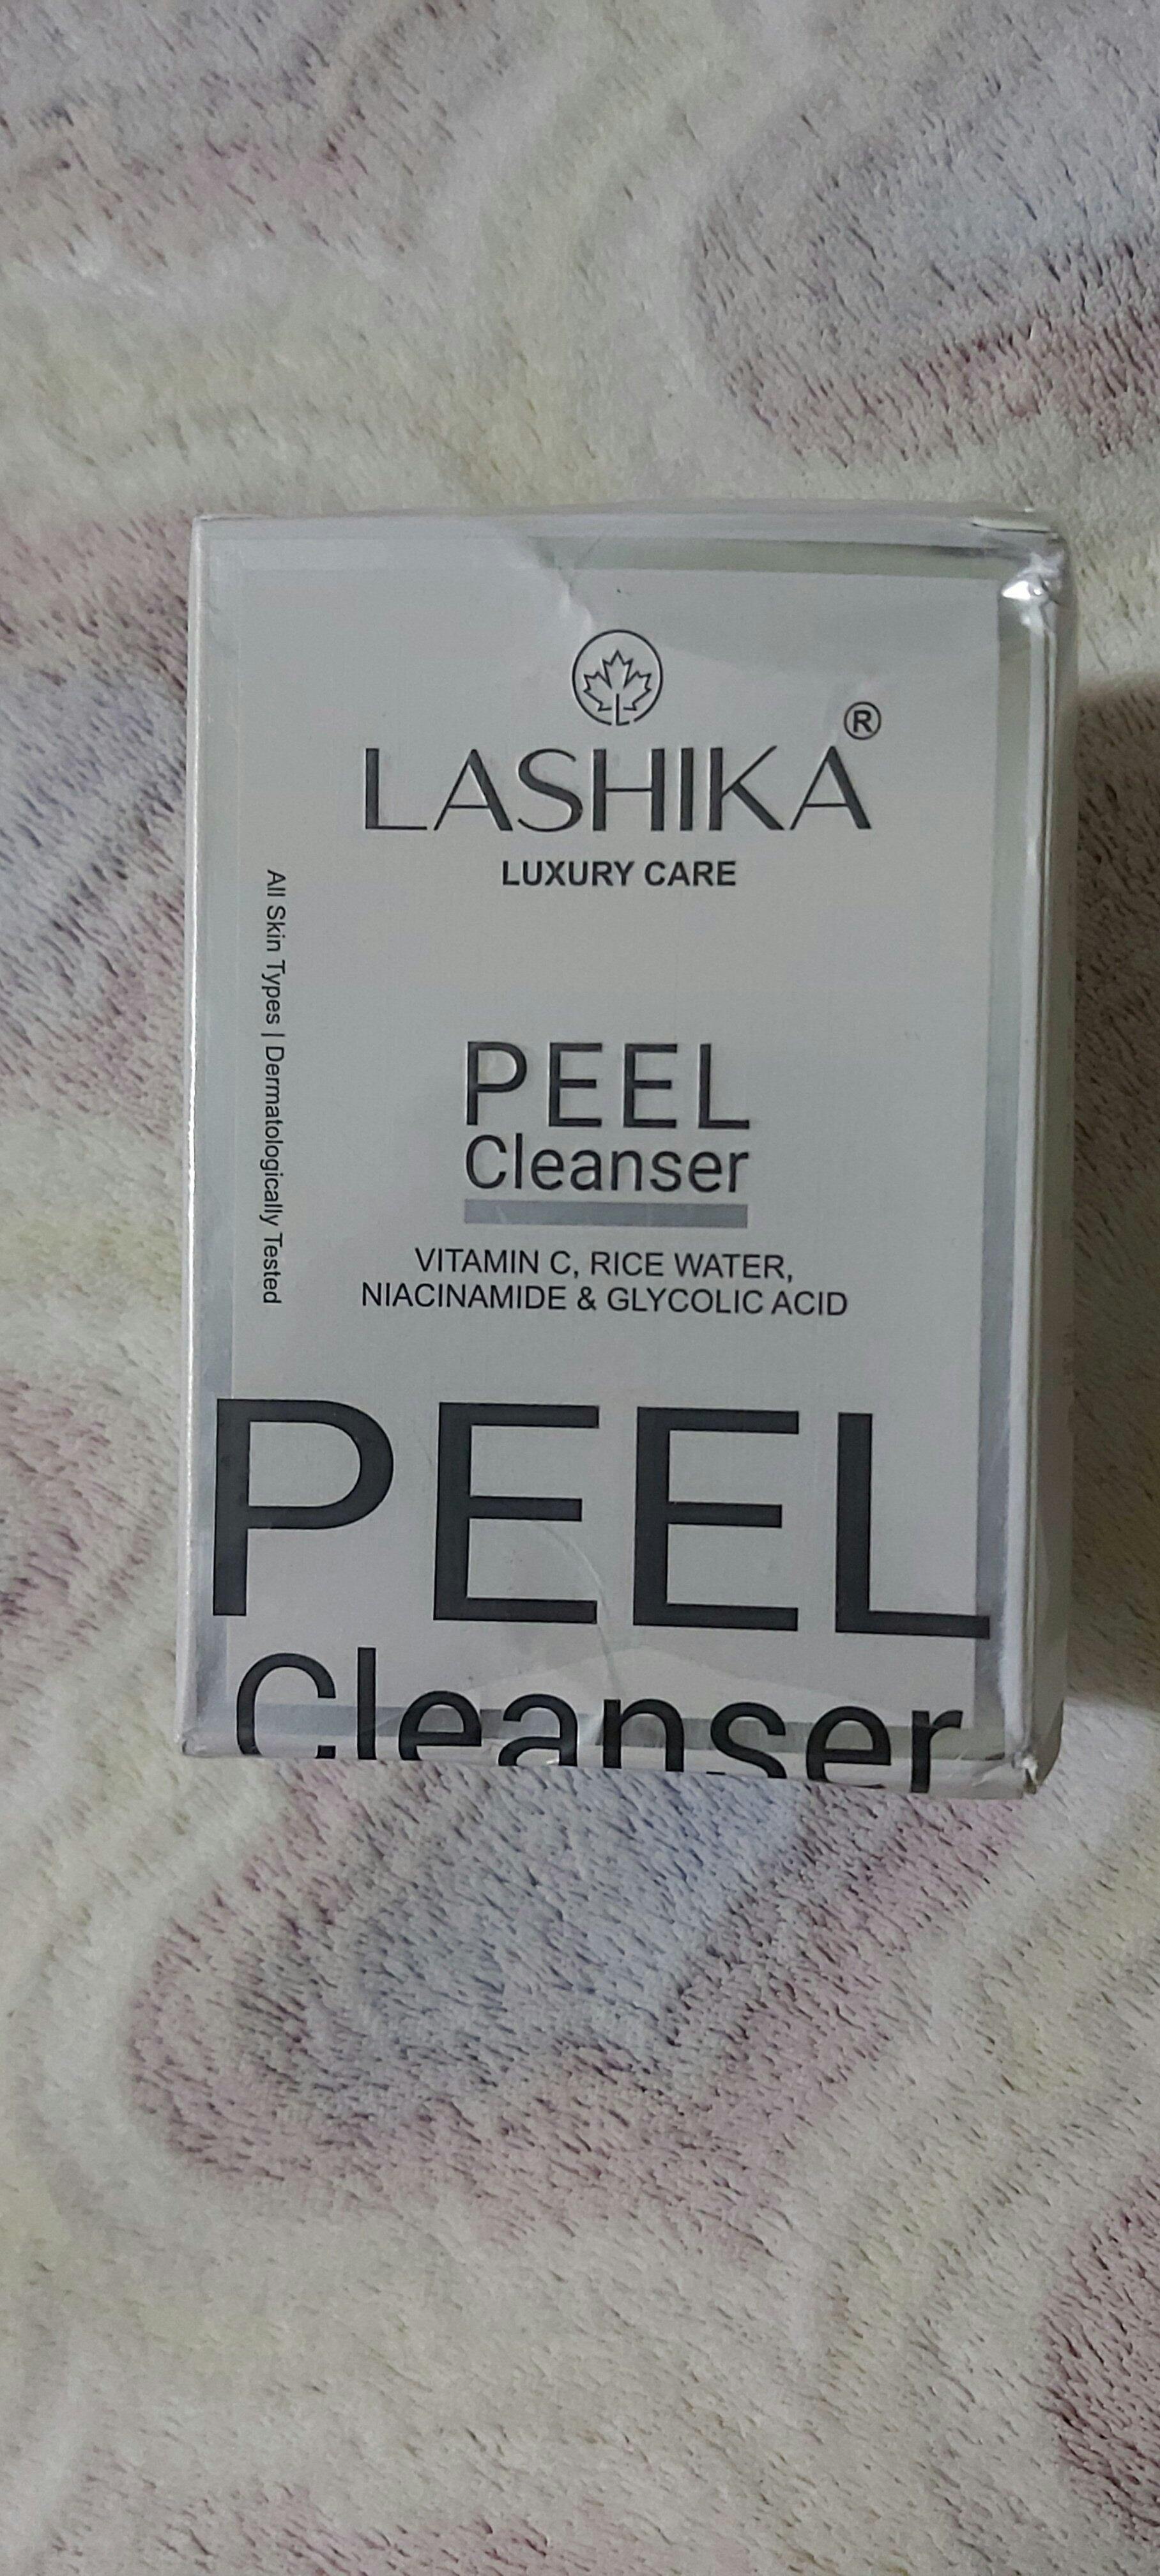 LASHIKA®
LUXURY CARE
All Skin Types | Dermatologically Tested
PEEL
Cleanser
VITAMIN C, RICE WATER,
NIACINAMIDE & GLYCOLIC ACID
PEEL
Cleanser